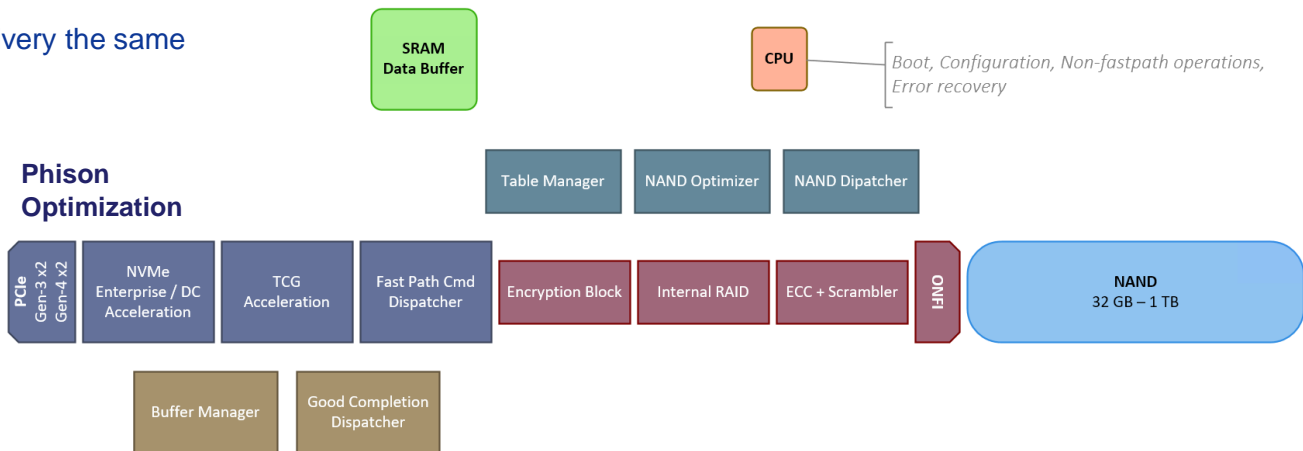 very the same
SRAM
Data Buffer
CPU
Boot, Configuration, Non-fastpath operations,
Error recovery
Phison
Optimization
Table Manager
NAND Optimizer
NAND Dipatcher
PCIe
Gen-3 x2
Gen-4 x2
NVMe
Enterprise / DC
Acceleration
TCG
Acceleration
Fast Path Cmd
Dispatcher
Encryption Block
Internal RAID
ECC + Scrambler
ONFI
NAND
32 GB – 1 TB
Buffer Manager
Good Completion
Dispatcher